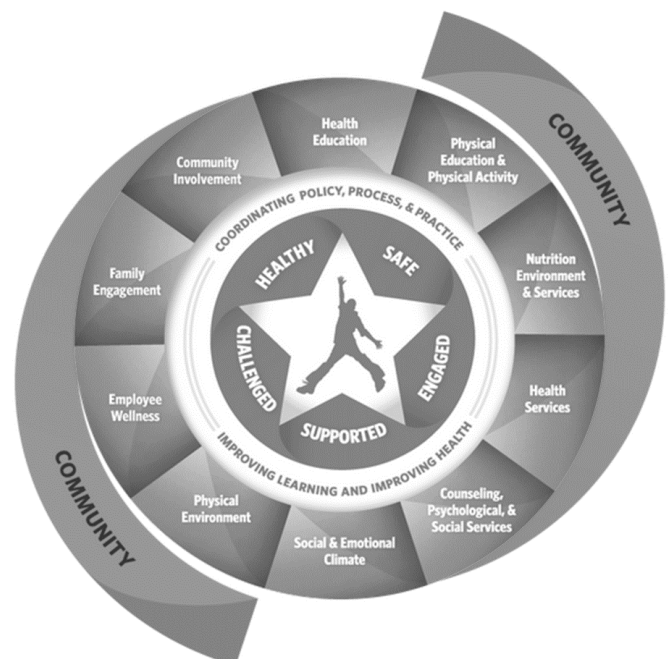 COMMUNITY
Health
Education
Physical
Education &
Physical Activity
Nutrition
Environment
& Services
Health
Services
Counseling,
Psychological, &
Social Services
Social & Emotional
Climate
Physical
Environment
Employee
Wellness
Family
Engagement
Community
Involvement
COORDINATING POLICY, PROCESS, & PRACTICE
IMPROVING LEARNING AND IMPROVING HEALTH
HEALTHY
SAFE
ENGAGED
SUPPORTED
CHALLENGED
COMMUNITY